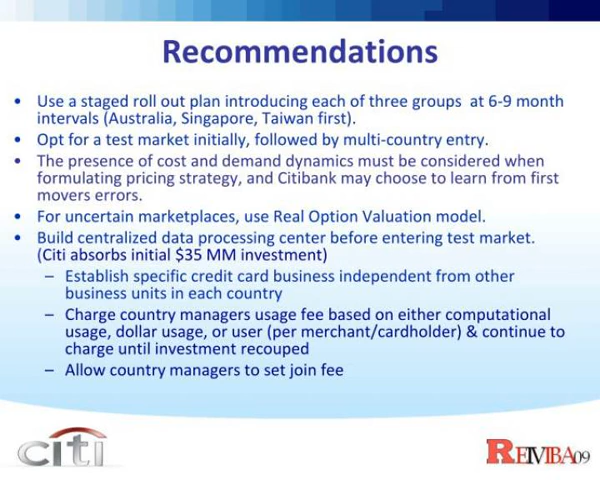 Recommendations
• Use a staged roll out plan introducing each of three groups at 6-9 month
intervals (Australia, Singapore, Taiwan first).
• Opt for a test market initially, followed by multi-country entry.
• The presence of cost and demand dynamics must be considered when
formulating pricing strategy, and Citibank may choose to learn from first
movers errors.
• For uncertain marketplaces, use Real Option Valuation model.
• Build centralized data processing center before entering test market.
(Citi absorbs initial $35 MM investment)
– Establish specific credit card business independent from other
business units in each country
– Charge country managers usage fee based on either computational
usage, dollar usage, or user (per merchant/cardholder) & continue to
charge until investment recouped
– Allow country managers to set join fee
citi
REMBA09